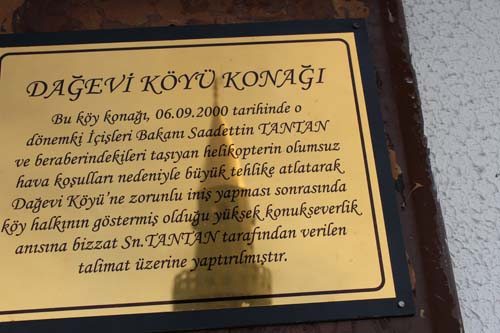 DAĞEVİ KÖYÜ KONAĞI
Bu köy konağı, 06.09.2000 tarihinde o
dönemki İçişleri Bakanı Saadettin TANTAN
ve beraberindekileri taşıyan helikopterin olumsuz
hava koşulları nedeniyle büyük tehlike atlatarak
Dağevi Köyü'ne zorunlu iniş yapması sonrasında
köy halkının göstermiş olduğu yüksek konukseverlik
anısına bizzat Sn.TANTAN tarafından verilen
talimat üzerine yaptırılmıştır.